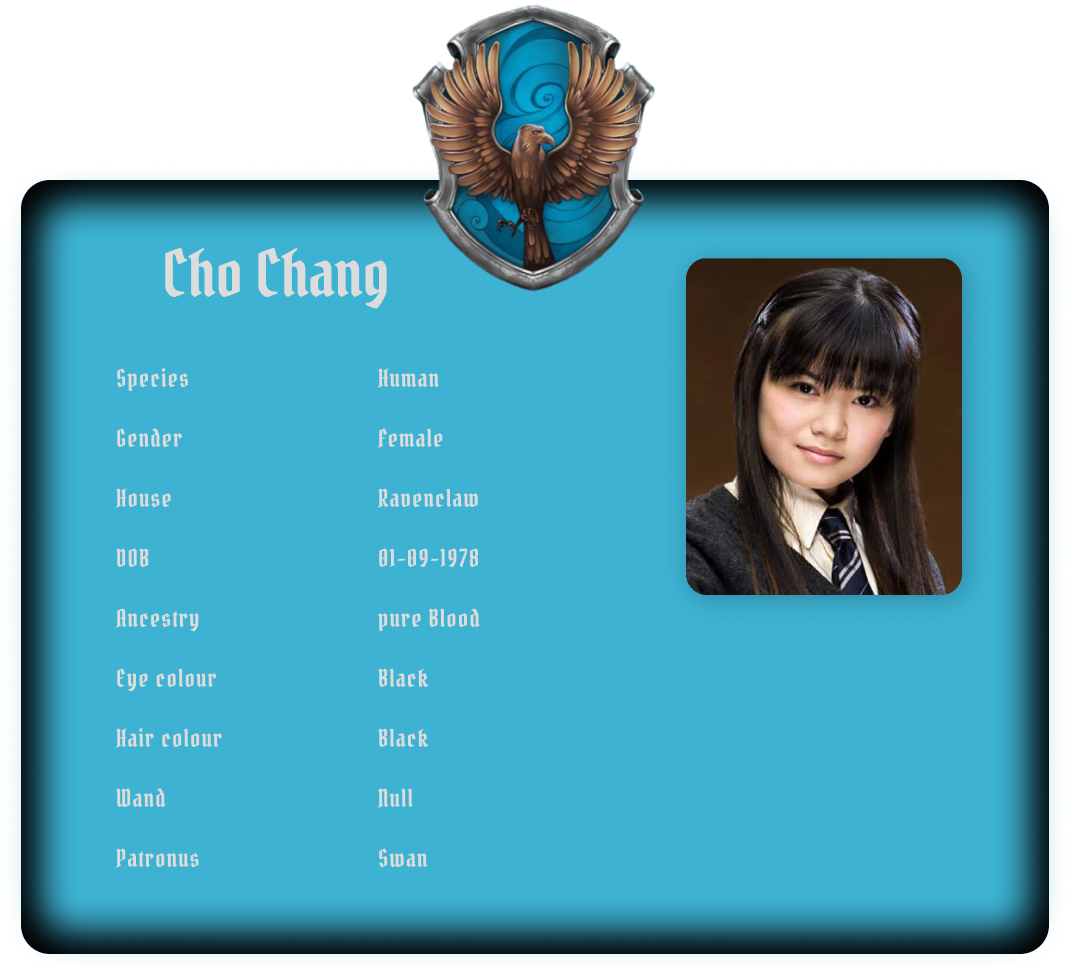 Cho Chang
Species Human
Gender Female
House Ravenclaw
DOB 01-09-1978
Ancestry pure Blood
Eye colour Black
Hair colour Black
Wand Null
Patronus Swan